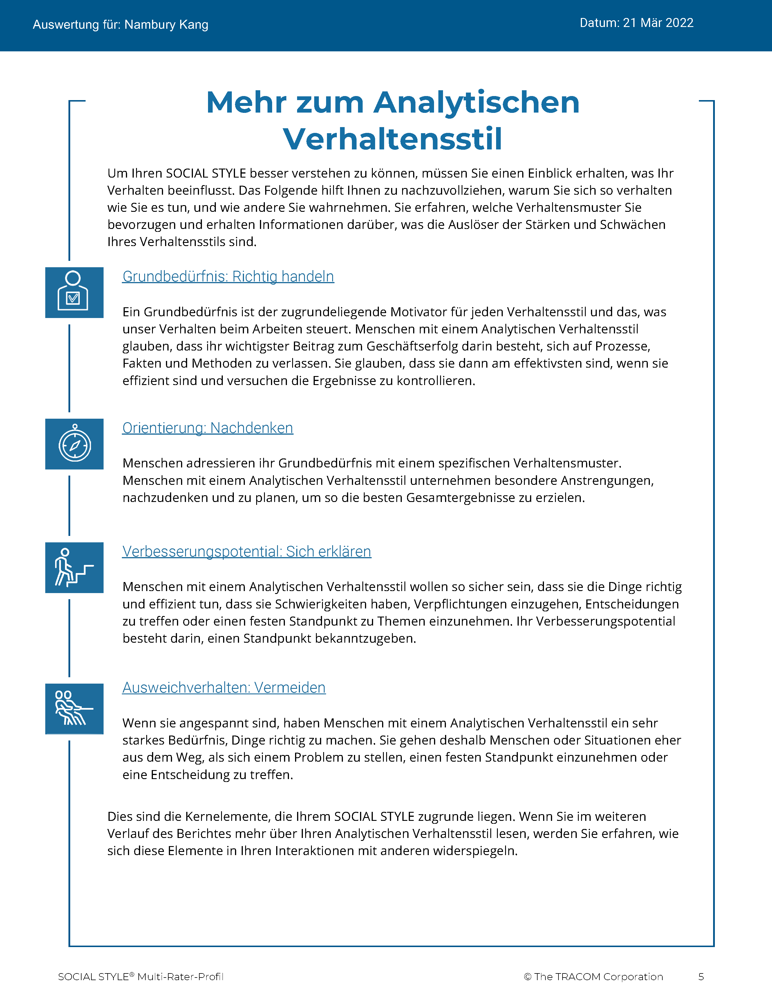 Auswertung für: Nambury Kang
Datum: 21 Mär 2022
Mehr zum Analytischen
Verhaltensstil
Um Ihren SOCIAL STYLE besser verstehen zu können, müssen Sie einen Einblick erhalten, was Ihr
Verhalten beeinflusst. Das Folgende hilft Ihnen zu nachzuvollziehen, warum Sie sich so verhalten
wie Sie es tun, und wie andere Sie wahrnehmen. Sie erfahren, welche Verhaltensmuster Sie
bevorzugen und erhalten Informationen darüber, was die Auslöser der Stärken und Schwächen
Ihres Verhaltensstils sind.
Grundbedürfnis: Richtig handeln
Ein Grundbedürfnis ist der zugrundeliegende Motivator für jeden Verhaltensstil und das, was
unser Verhalten beim Arbeiten steuert. Menschen mit einem Analytischen Verhaltensstil
glauben, dass ihr wichtigster Beitrag zum Geschäftserfolg darin besteht, sich auf Prozesse,
Fakten und Methoden zu verlassen. Sie glauben, dass sie dann am effektivsten sind, wenn sie
effizient sind und versuchen die Ergebnisse zu kontrollieren.
Orientierung: Nachdenken
Menschen adressieren ihr Grundbedürfnis mit einem spezifischen Verhaltensmuster.
Menschen mit einem Analytischen Verhaltensstil unternehmen besondere Anstrengungen,
nachzudenken und zu planen, um so die besten Gesamtergebnisse zu erzielen.
Verbesserungspotential: Sich erklären
Menschen mit einem Analytischen Verhaltensstil wollen so sicher sein, dass sie die Dinge richtig
und effizient tun, dass sie Schwierigkeiten haben, Verpflichtungen einzugehen, Entscheidungen
zu treffen oder einen festen Standpunkt zu Themen einzunehmen. Ihr Verbesserungspotential
besteht darin, einen Standpunkt bekanntzugeben.
Ausweichverhalten: Vermeiden
Wenn sie angespannt sind, haben Menschen mit einem Analytischen Verhaltensstil ein sehr
starkes Bedürfnis, Dinge richtig zu machen. Sie gehen deshalb Menschen oder Situationen eher
aus dem Weg, als sich einem Problem zu stellen, einen festen Standpunkt einzunehmen oder
eine Entscheidung zu treffen.
Dies sind die Kernelemente, die Ihrem SOCIAL STYLE zugrunde liegen. Wenn Sie im weiteren
Verlauf des Berichtes mehr über Ihren Analytischen Verhaltensstil lesen, werden Sie erfahren, wie
sich diese Elemente in Ihren Interaktionen mit anderen widerspiegeln.
SOCIAL STYLE® Multi-Rater-Profil
© The TRACOM Corporation
5